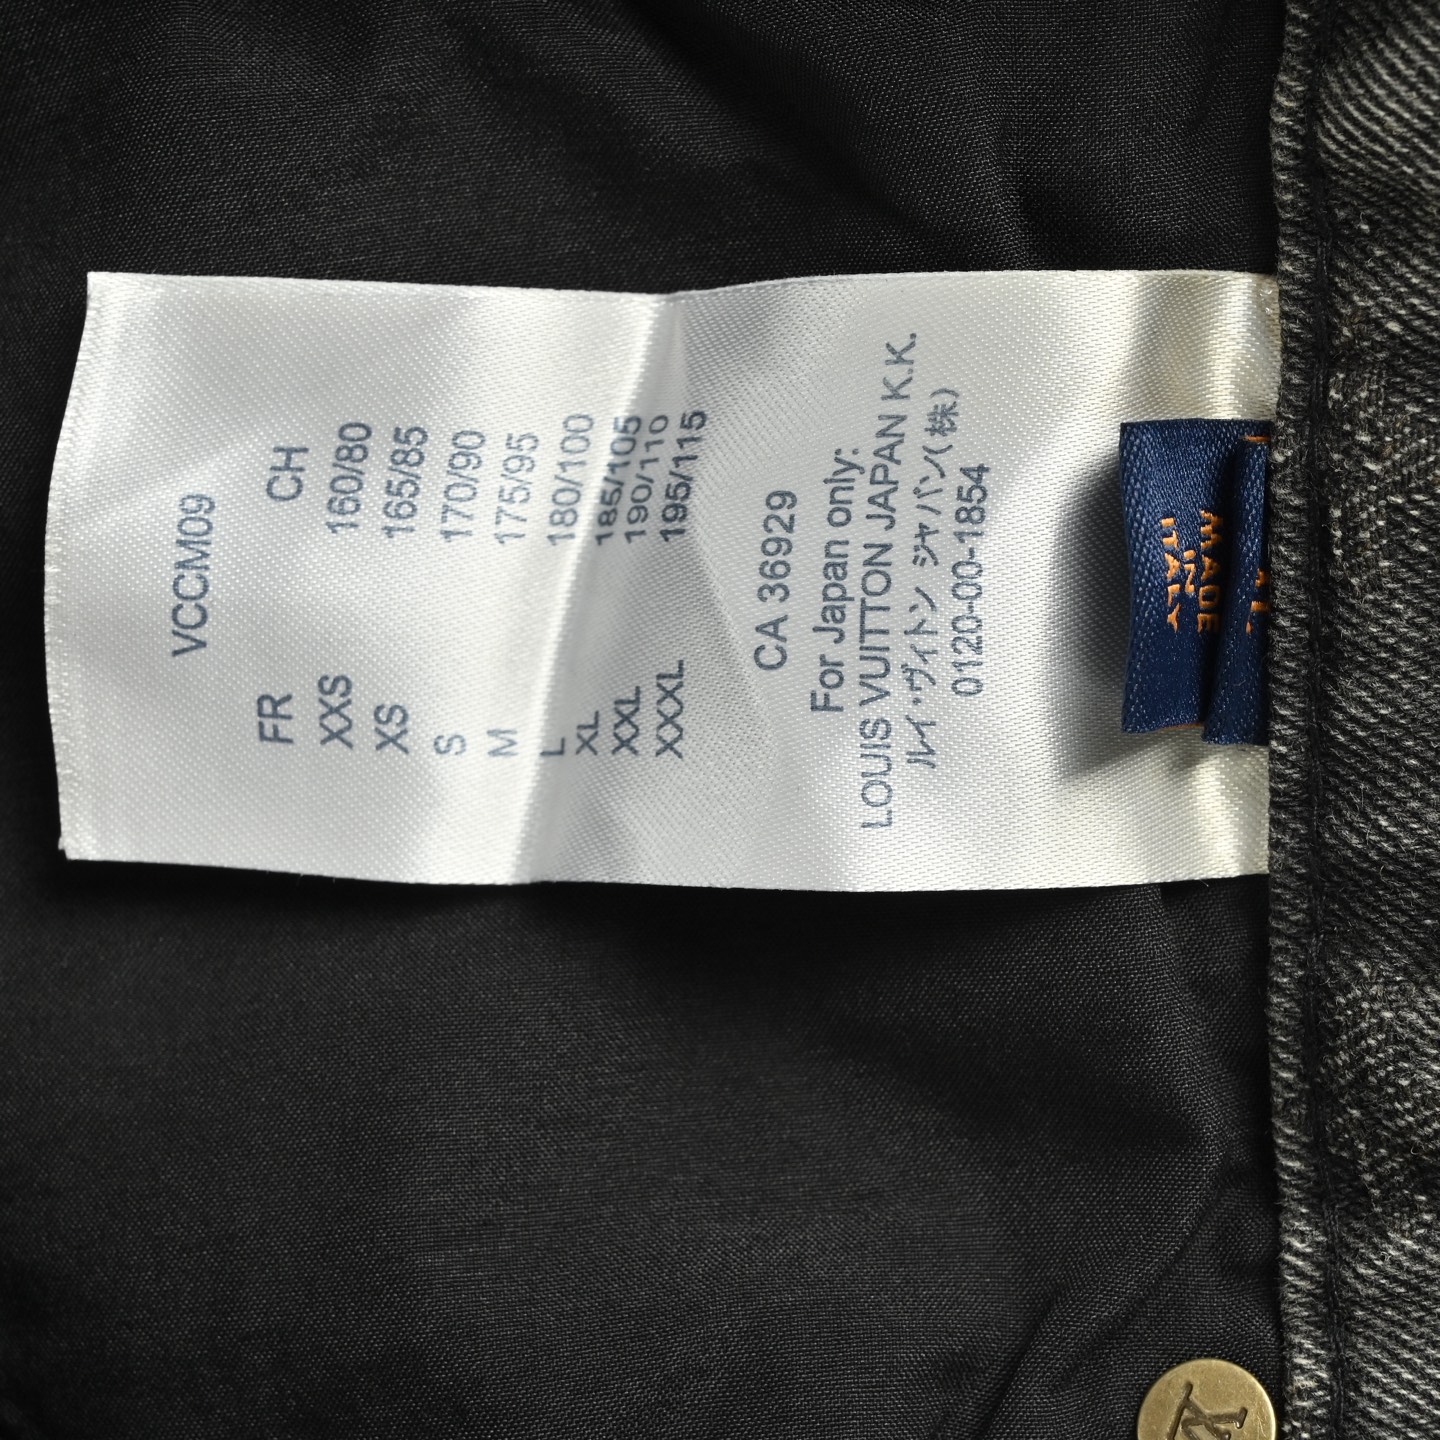 VCCM09
FR CH
XXS 160/80
XS 165/85
S 170/90
M 175/95
L 180/100
XL 185/105
XXL 190/110
XXXL 195/115
CA 36929
For Japan only:
LOUIS VUITTON JAPAN K.K.
ルイ・ヴィトン ジャパン(株)
0120-00-1854
MADE
IN
ITALY
LV